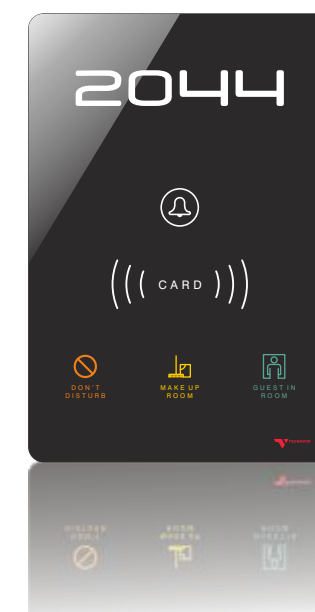 2044
CARD
DON'T
DISTURB
MAKE UP
ROOM
GUEST IN
ROOM